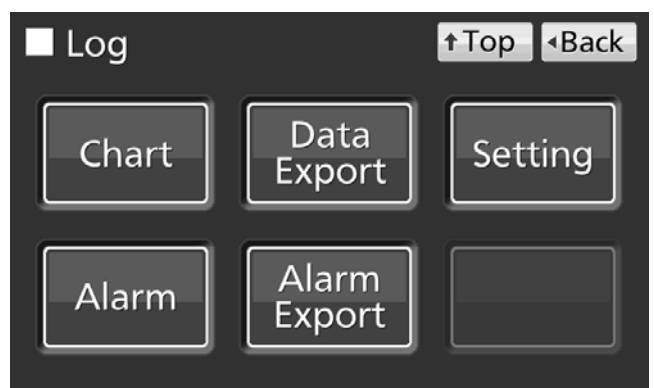 Log
↑Top
◂Back
Chart
Data
Export
Setting
Alarm
Alarm
Export